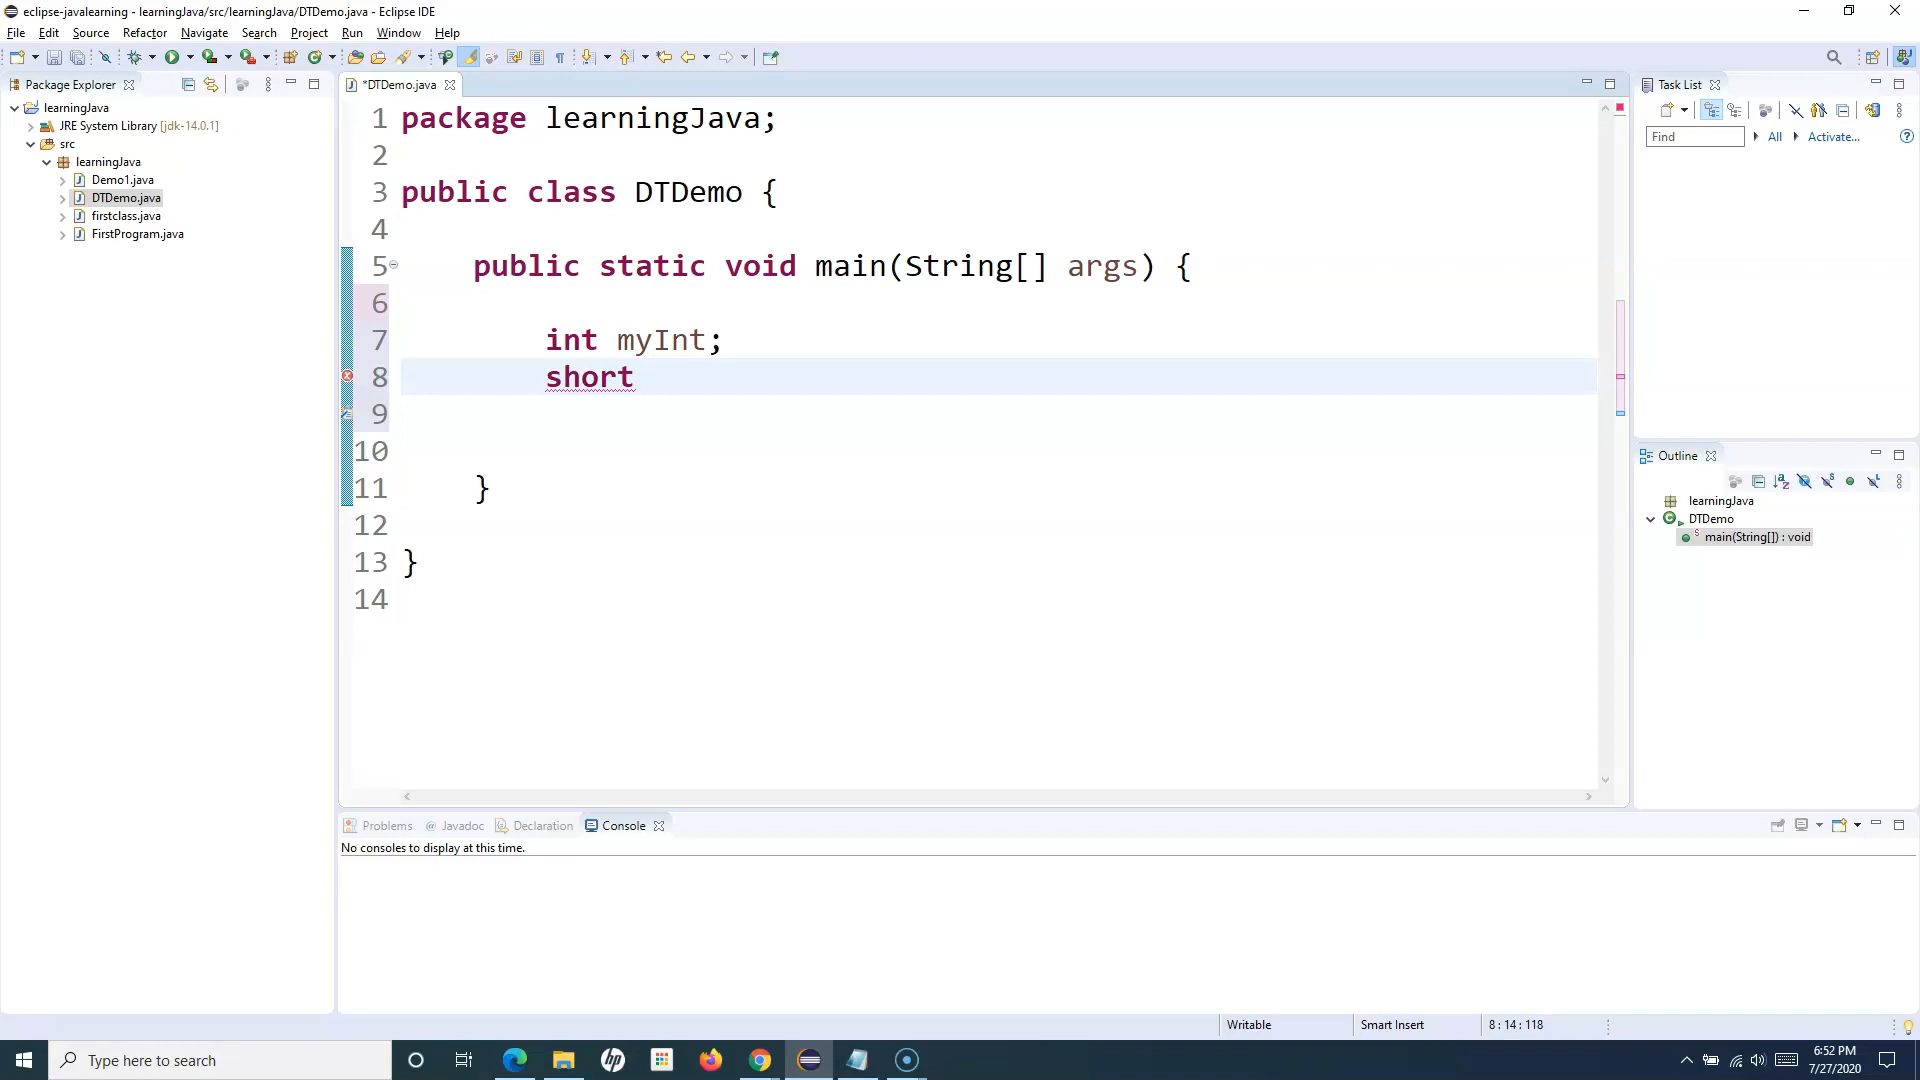 eclipse-javalearning - learningJava/src/learningJava/DTDemo.java - Eclipse IDE
File Edit Source Refactor Navigate Search Project Run Window Help
Package Explorer
learningJava
JRE System Library [jdk-14.0.1]
src
learningJava
Demo1.java
DTDemo.java
firstclass.java
FirstProgram.java
*DTDemo.java
1 package learningJava;
2
3 public class DTDemo {
4
5 public static void main(String[] args) {
6
7 int myInt;
8 short
9
10
11 }
12
13 }
14
Task List
Find All Activate...
Outline
learningJava
DTDemo
main(String[]) : void
Problems Javadoc Declaration Console
No consoles to display at this time.
Writable Smart Insert 8 : 14 : 118
Type here to search
6:52 PM
7/27/2020